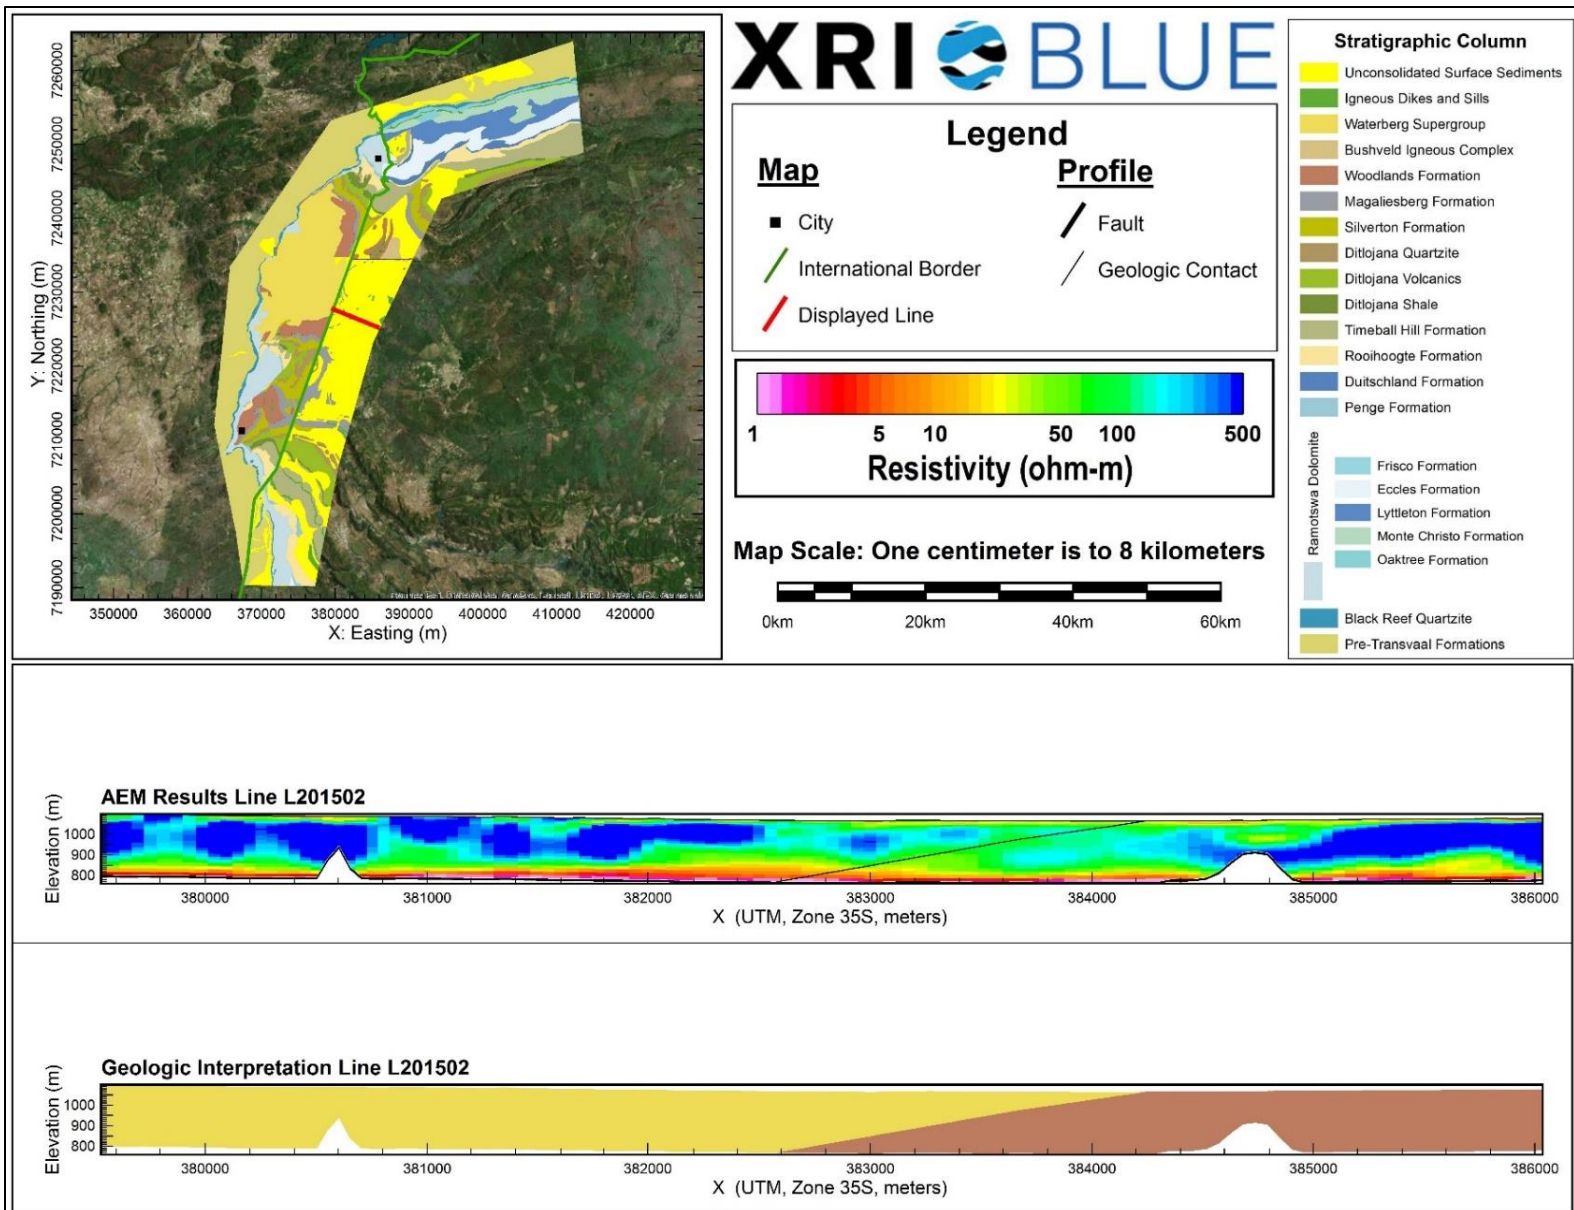 XRI BLUE
7260000
7250000
7240000
7230000
7220000
7210000
7200000
7190000
Y: Northing (m)
350000 360000 370000 380000 390000 400000 410000 420000
X: Easting (m)
Legend
Map
City
International Border
Displayed Line
Profile
Fault
Geologic Contact
1 5 10 50 100 500
Resistivity (ohm-m)
Map Scale: One centimeter is to 8 kilometers
0km 20km 40km 60km
Stratigraphic Column
Unconsolidated Surface Sediments
Igneous Dikes and Sills
Waterberg Supergroup
Bushveld Igneous Complex
Woodlands Formation
Magaliesberg Formation
Silverton Formation
Ditlojana Quartzite
Ditlojana Volcanics
Ditlojana Shale
Timeball Hill Formation
Rooihoogte Formation
Duitschland Formation
Penge Formation
Ramotswa Dolomite
Frisco Formation
Eccles Formation
Lyttleton Formation
Monte Christo Formation
Oaktree Formation
Black Reef Quartzite
Pre-Transvaal Formations
AEM Results Line L201502
Elevation (m)
1000
900
800
380000 381000 382000 383000 384000 385000 386000
X (UTM, Zone 35S, meters)
Geologic Interpretation Line L201502
Elevation (m)
1000
900
800
380000 381000 382000 383000 384000 385000 386000
X (UTM, Zone 35S, meters)